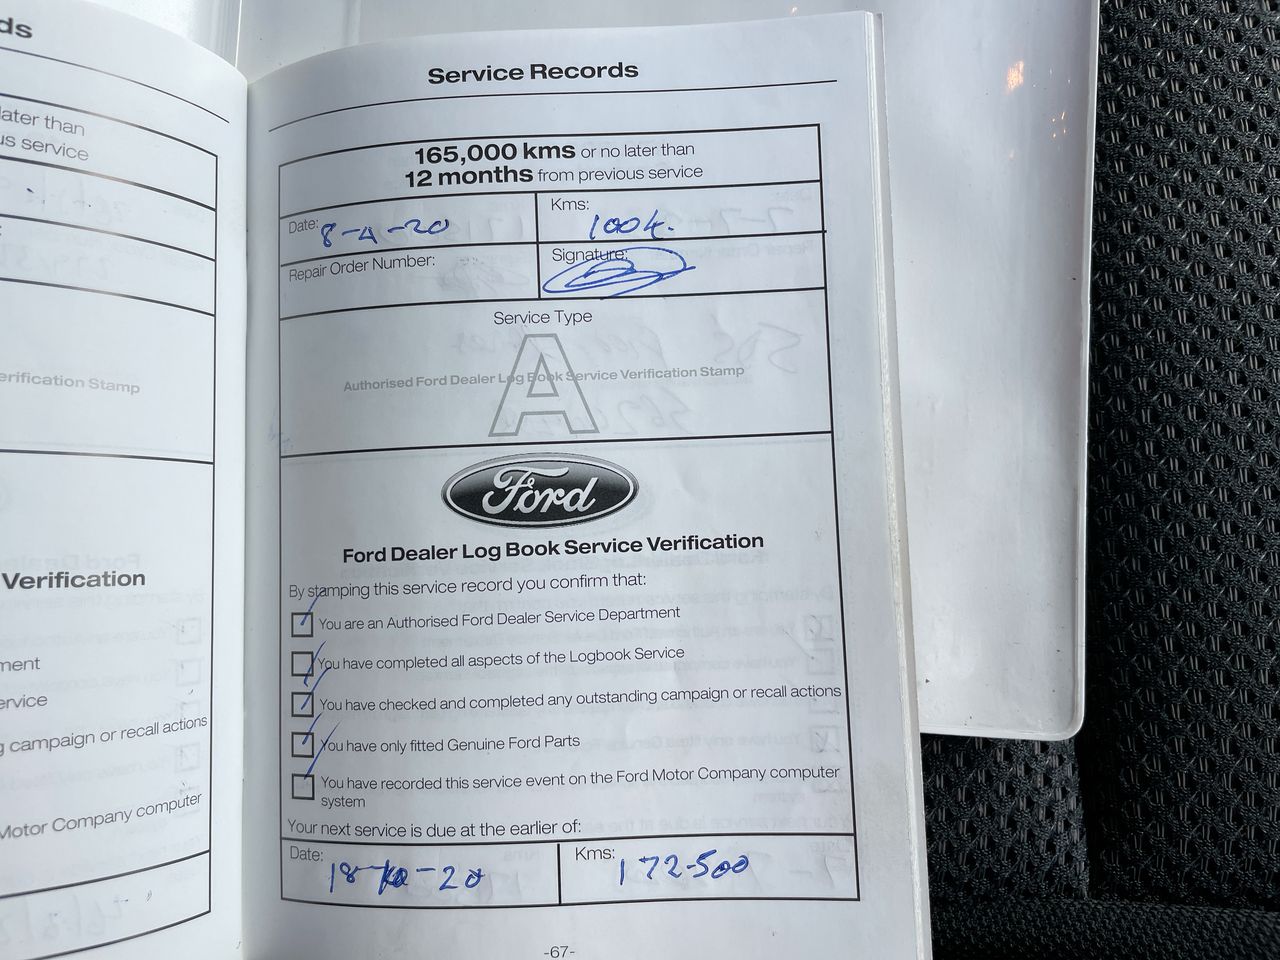 ds
later than
us service
erification Stamp
Verification
ment
ervice
g campaign or recall actions
Motor Company computer
Service Records
165,000 kms or no later than
12 months from previous service
Date: 8-4-20
Kms: 1004.
Repair Order Number:
Signature:
Service Type
A
Authorised Ford Dealer Log Book Service Verification Stamp
Ford
Ford Dealer Log Book Service Verification
By stamping this service record you confirm that:
You are an Authorised Ford Dealer Service Department
You have completed all aspects of the Logbook Service
You have checked and completed any outstanding campaign or recall actions
You have only fitted Genuine Ford Parts
You have recorded this service event on the Ford Motor Company computer
system
Your next service is due at the earlier of:
Date: 18- -20
Kms: 172-500
-67-